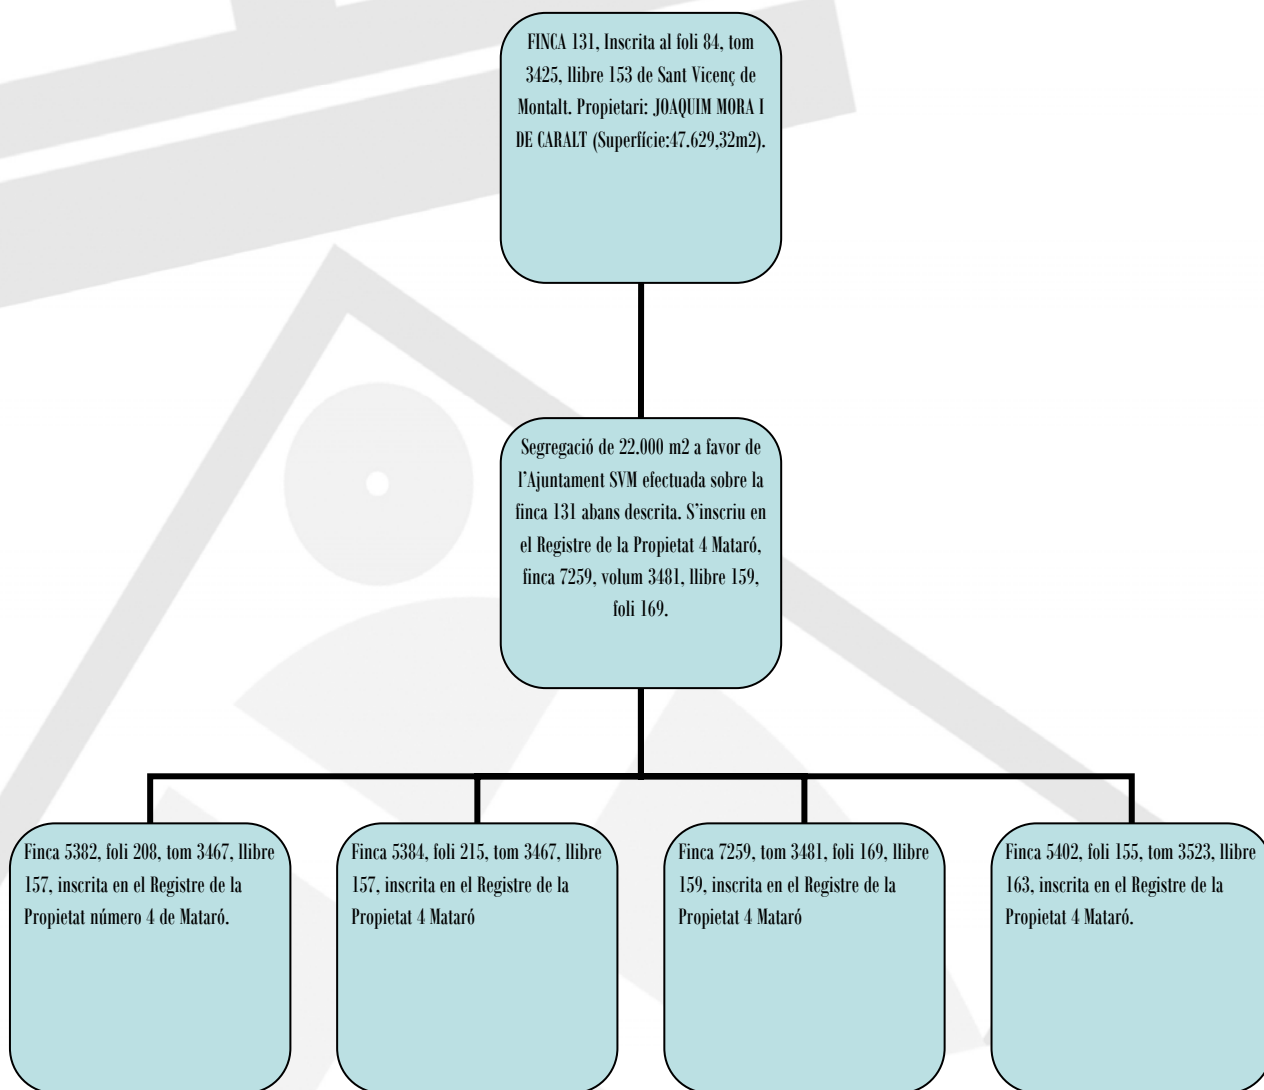 FINCA 131, Inscrita al foli 84, tom
3425, llibre 153 de Sant Vicenç de
Montalt. Propietari: JOAQUIM MORA I
DE CARALT (Superfície:47.629,32m2).
Segregació de 22.000 m2 a favor de
l'Ajuntament SVM efectuada sobre la
finca 131 abans descrita. S'inscriu en
el Registre de la Propietat 4 Mataró,
finca 7259, volum 3481, llibre 159,
foli 169.
Finca 5382, foli 208, tom 3467, llibre
157, inscrita en el Registre de la
Propietat número 4 de Mataró.
Finca 5384, foli 215, tom 3467, llibre
157, inscrita en el Registre de la
Propietat 4 Mataró
Finca 7259, tom 3481, foli 169, llibre
159, inscrita en el Registre de la
Propietat 4 Mataró
Finca 5402, foli 155, tom 3523, llibre
163, inscrita en el Registre de la
Propietat 4 Mataró.